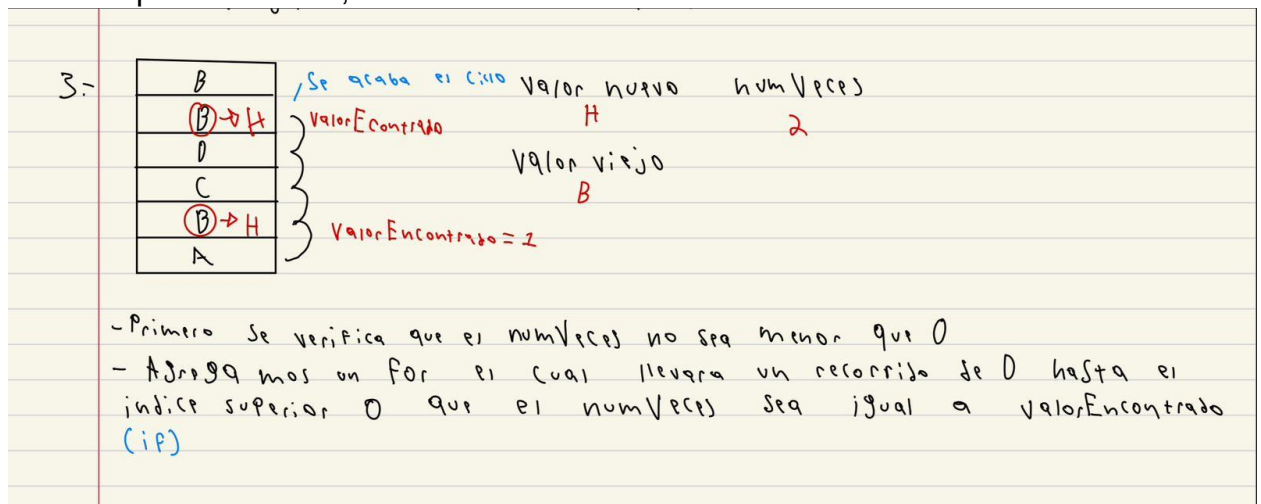 3.-
B
, Se acaba el ciclo Valor nuevo numVeces
B → H ValorEcontrado H 2
D
Valor viejo
C
B
B → H ValorEncontrado = 1
A
- Primero se verifica que el numVeces no sea menor que 0
- Agregamos un for el cual llevara un recorrido de 0 hasta el
indice superior O que el numVeces sea igual a valorEncontrado
(if)